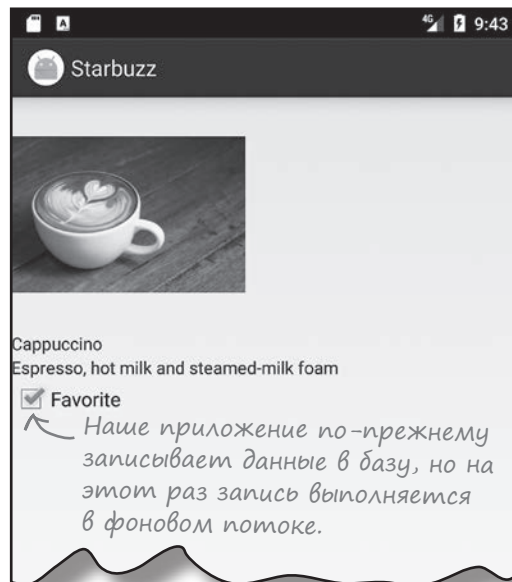 4G 9:43
Starbuzz
Cappuccino
Espresso, hot milk and steamed-milk foam
Favorite
Наше приложение по-прежнему
записывает данные в базу, но на
этот раз запись выполняется
в фоновом потоке.